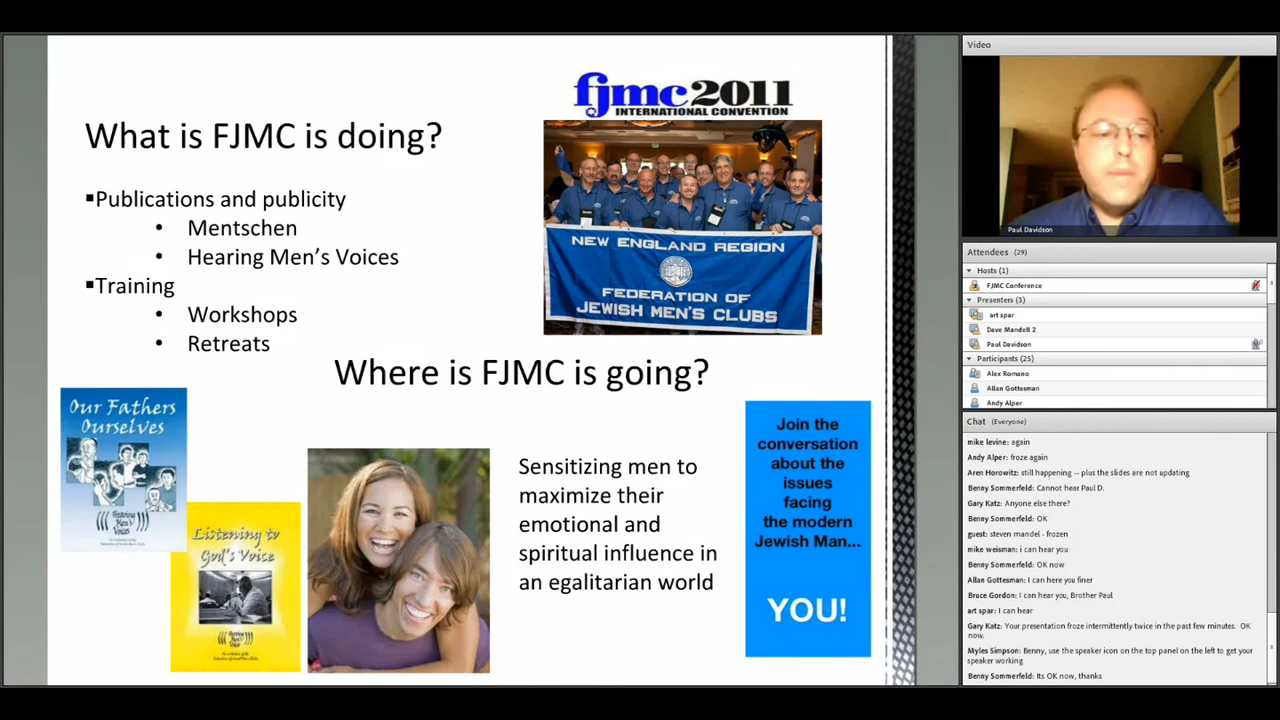 fjmc2011
INTERNATIONAL CONVENTION
What is FJMC is doing?
▪Publications and publicity
• Mentschen
• Hearing Men's Voices
▪Training
• Workshops
• Retreats
NEW ENGLAND REGION
FEDERATION OF
JEWISH MEN'S CLUBS
Where is FJMC is going?
Our Fathers
Ourselves
Hearing
Men's
Voices
Listening to
God's Voice
Hearing
Men's
Voices
Sensitizing men to
maximize their
emotional and
spiritual influence in
an egalitarian world
Join the
conversation
about the
issues
facing
the modern
Jewish Man...
YOU!
Video
Paul Davidson
Attendees (29)
Hosts (1)
FJMC Conference
Presenters (3)
art spar
Dave Mandell 2
Paul Davidson
Participants (25)
Alex Romano
Allan Gottesman
Andy Alper
Chat (Everyone)
mike levine: again
Andy Alper: froze again
Aren Horowitz: still happening -- plus the slides are not updating
Benny Sommerfeld: Cannot hear Paul D.
Gary Katz: Anyone else there?
Benny Sommerfeld: OK
guest: steven mandel - frozen
mike weisman: i can hear you
Benny Sommerfeld: OK now
Allan Gottesman: I can here you finer
Bruce Gordon: I can hear you, Brother Paul
art spar: I can hear
Gary Katz: Your presentation froze intermittently twice in the past few minutes. OK
now.
Myles Simpson: Benny, use the speaker icon on the top panel on the left to get your
speaker working
Benny Sommerfeld: Its OK now, thanks